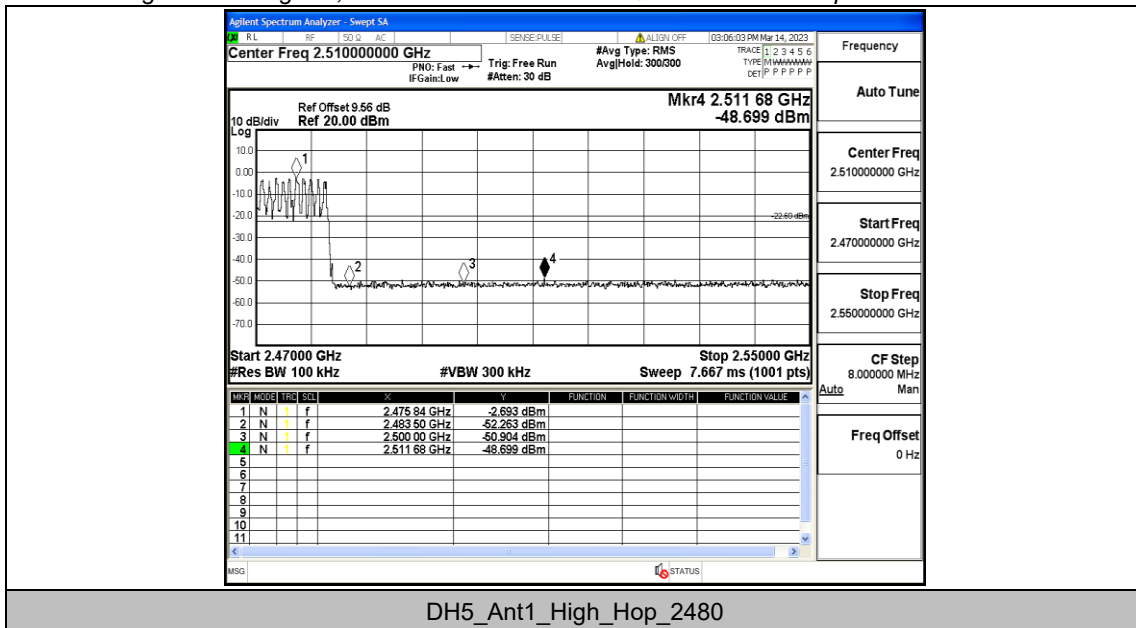 Agilent Spectrum Analyzer - Swept SA
RL RF 50 Ω AC SENSE:PULSE ALIGN OFF 03:06:03 PM Mar 14, 2023
Center Freq 2.510000000 GHz
PNO: Fast
IFGain:Low
Trig: Free Run
#Atten: 30 dB
#Avg Type: RMS
Avg|Hold: 300/300
TRACE 1 2 3 4 5 6
TYPE MWWWWW
DET P P P P P P
Frequency
Auto Tune
Center Freq
2.510000000 GHz
Start Freq
2.470000000 GHz
Stop Freq
2.550000000 GHz
CF Step
8.000000 MHz
Auto Man
Freq Offset
0 Hz
Mkr4 2.511 68 GHz
-48.699 dBm
Ref Offset 9.56 dB
10 dB/div Ref 20.00 dBm
Log
10.0
0.00
-10.0
-20.0
-30.0
-40.0
-50.0
-60.0
-70.0
1
2
3
4
-22.69 dBm
Start 2.47000 GHz Stop 2.55000 GHz
#Res BW 100 kHz #VBW 300 kHz Sweep 7.667 ms (1001 pts)
MKR MODE TRC SCL X Y FUNCTION FUNCTION WIDTH FUNCTION VALUE
1 N 1 f 2.475 84 GHz -2.693 dBm
2 N 1 f 2.483 50 GHz -52.263 dBm
3 N 1 f 2.500 00 GHz -50.904 dBm
4 N 1 f 2.511 68 GHz -48.699 dBm
5
6
7
8
9
10
11
MSG STATUS
DH5_Ant1_High_Hop_2480